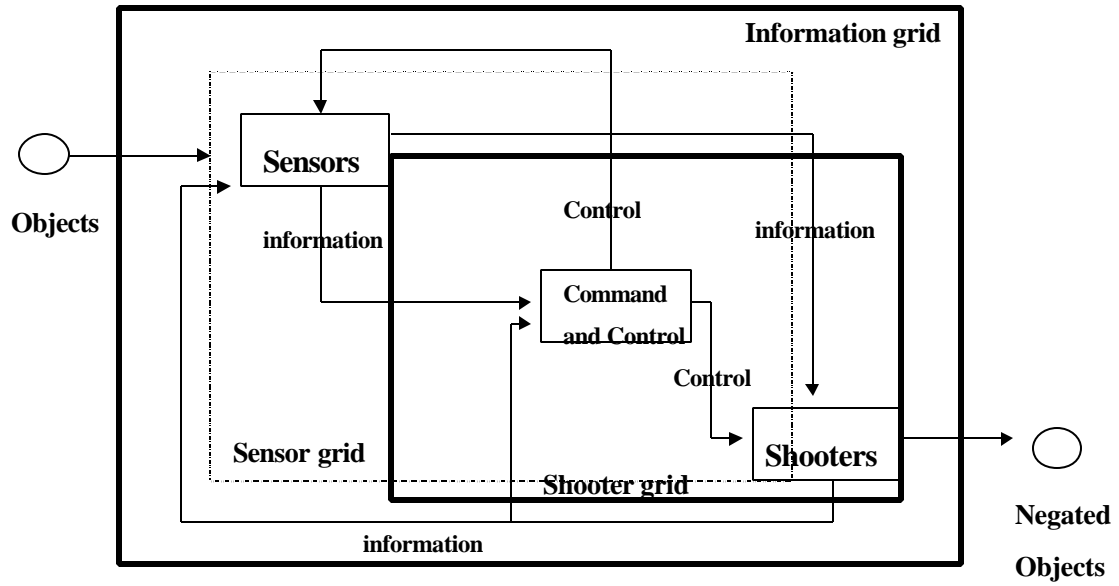 Information grid
Sensors
Objects
Control
information
information
Command
and Control
Control
Sensor grid
Shooters
Shooter grid
Negated
Objects
information